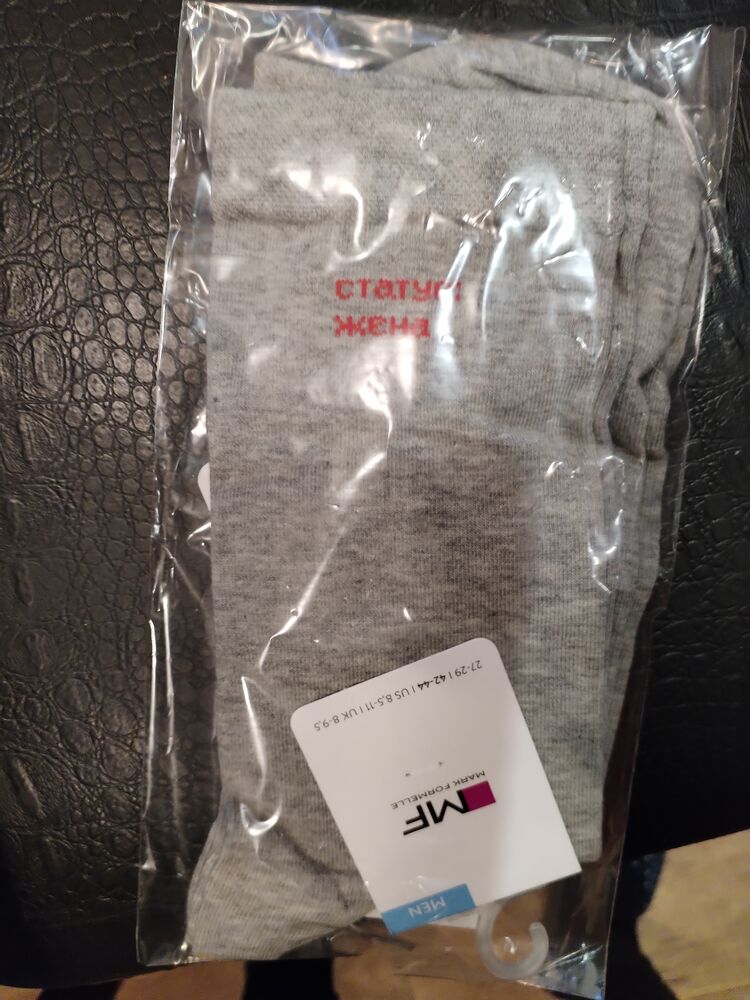 статус:
жена
27-29 | 42-44 | US 8,5-11 | UK 8-9,5
MARK FORMELLE
MF
MEN